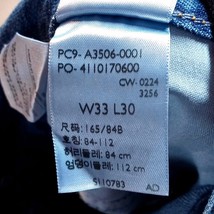 PC9-A3506-0001
PO-4110170600
CW-0224
3256
W33 L30
尺码: 165/84B
호칭: 84-112
허리둘레: 84 cm
엉덩이둘레: 112 cm
5110783 AD